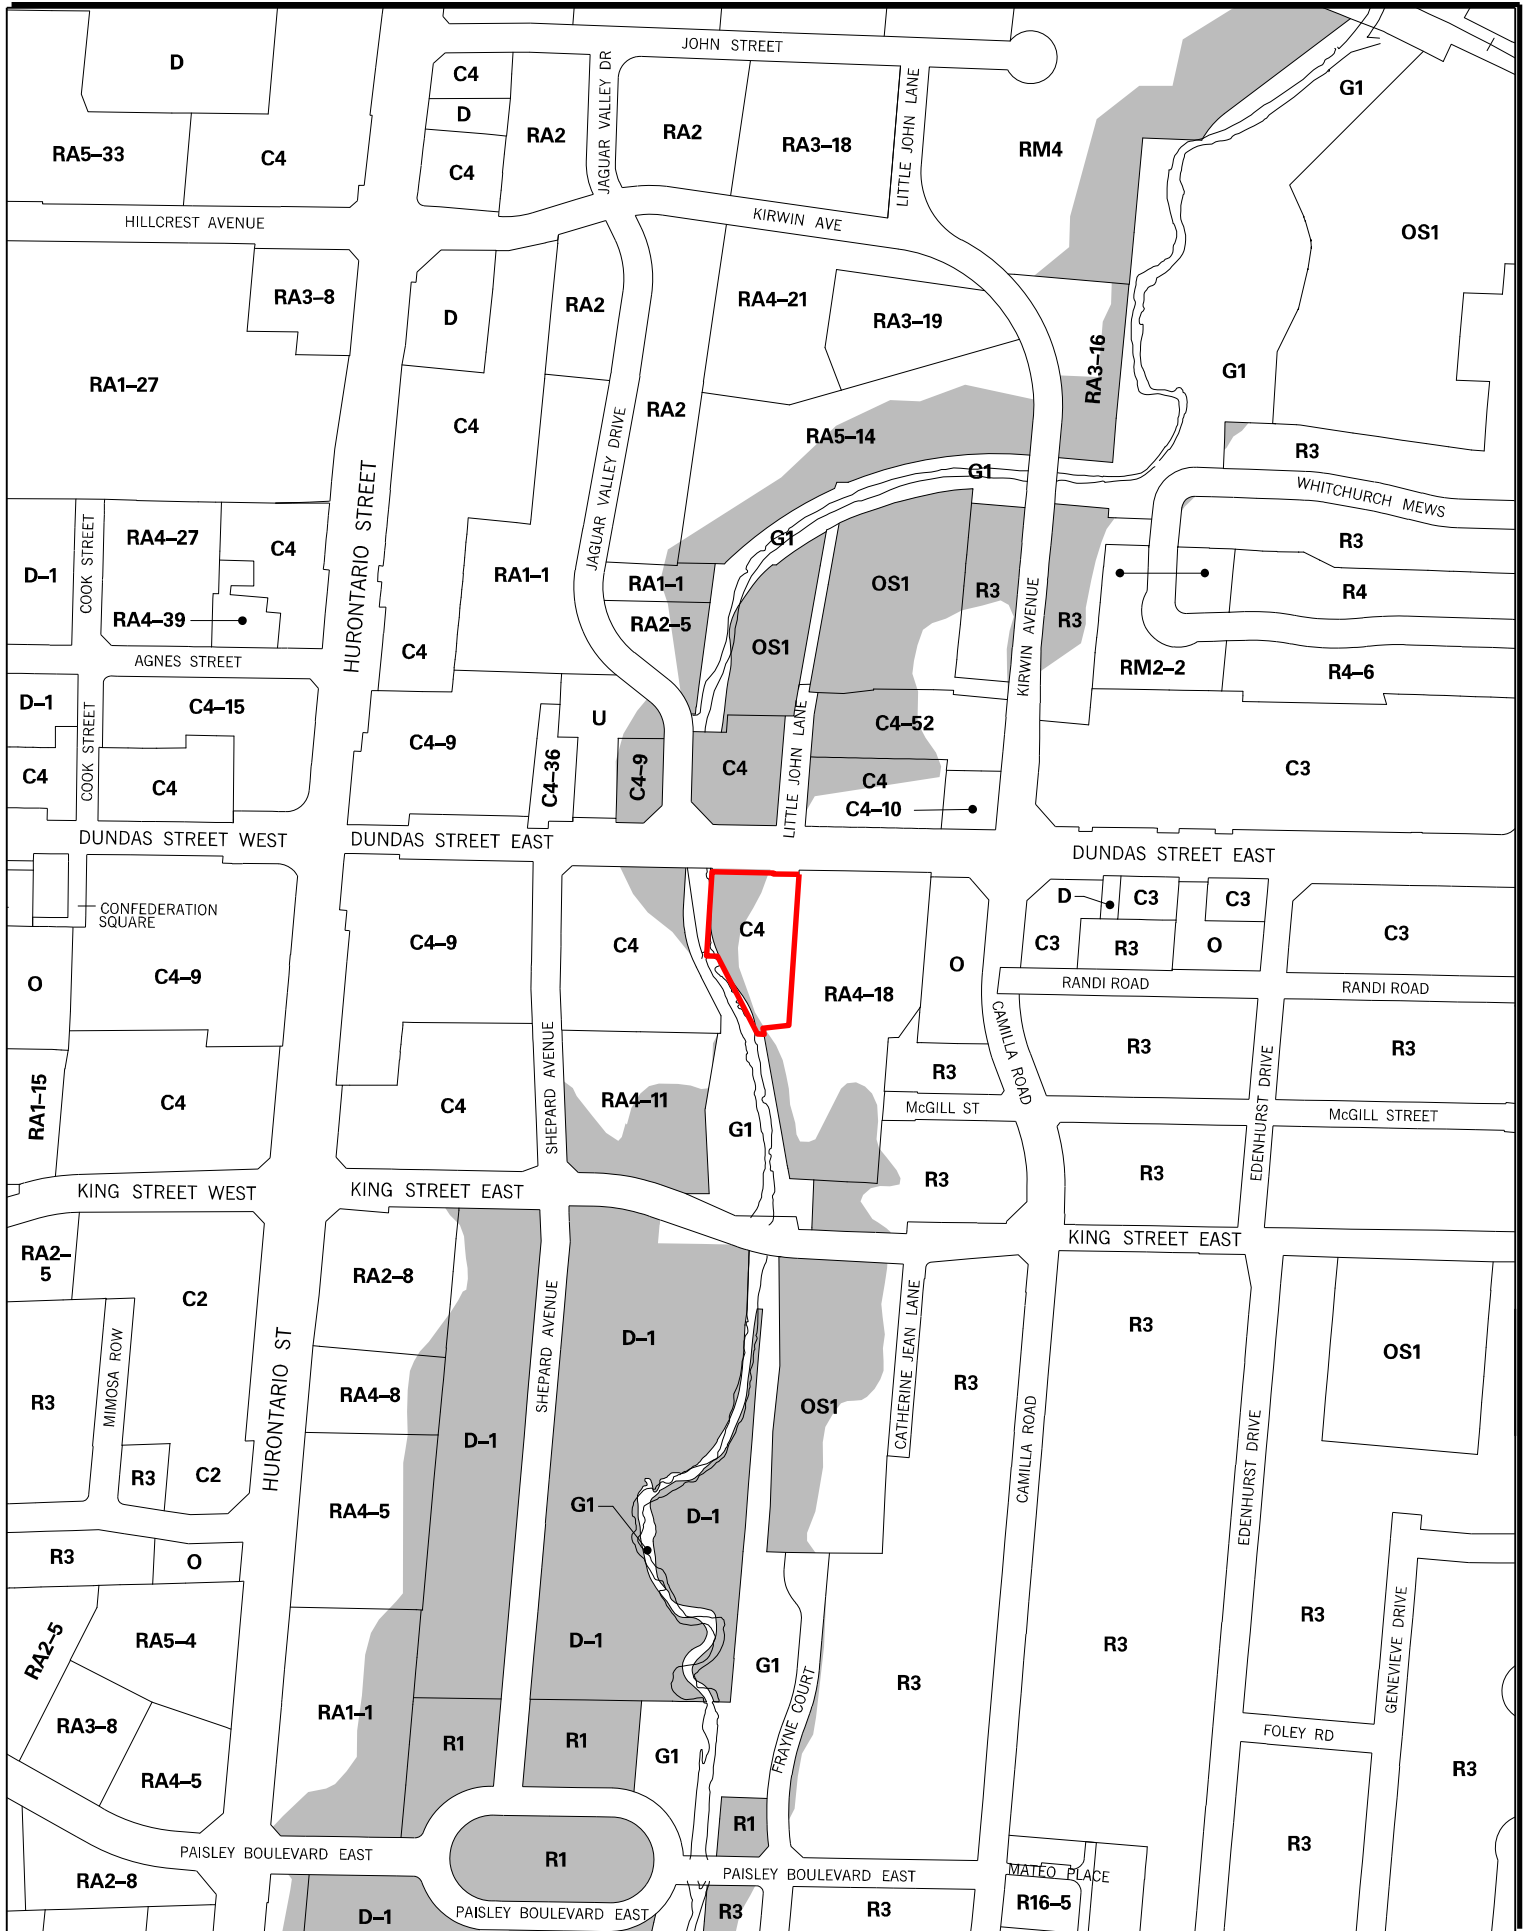 JOHN STREET
D
C4
D
C4
RA2
JAGUAR VALLEY DR
RA2
RA3–18
LITTLE JOHN LANE
RM4
G1
RA5–33
C4
HILLCREST AVENUE
KIRWIN AVE
OS1
RA3–8
D
RA2
RA4–21
RA3–19
RA3–16
RA1–27
C4
RA2
G1
JAGUAR VALLEY DRIVE
RA5–14
R3
HURONTARIO STREET
G1
WHITCHURCH MEWS
COOK STREET
RA4–27
C4
G1
R3
D–1
RA1–1
RA1–1
OS1
R3
KIRWIN AVENUE
R4
RA4–39
RA2–5
R3
AGNES STREET
C4
OS1
RM2–2
R4–6
D–1
C4–15
COOK STREET
U
C4–9
C4–52
LITTLE JOHN LANE
C4
C4
C4–36
C4–9
C4
C4
C4–10
C3
DUNDAS STREET WEST
DUNDAS STREET EAST
DUNDAS STREET EAST
CONFEDERATION
SQUARE
D
C3
C3
C4–9
C4
C4
C3
R3
O
C3
O
C4–9
RA4–18
O
RANDI ROAD
RANDI ROAD
SHEPARD AVENUE
CAMILLA ROAD
R3
R3
EDENHURST DRIVE
RA1–15
C4
C4
RA4–11
R3
McGILL ST
McGILL STREET
G1
R3
R3
KING STREET WEST
KING STREET EAST
KING STREET EAST
RA2–
5
C2
RA2–8
SHEPARD AVENUE
D–1
CATHERINE JEAN LANE
R3
OS1
MIMOSA ROW
HURONTARIO ST
R3
RA4–8
OS1
R3
D–1
CAMILLA ROAD
EDENHURST DRIVE
R3
C2
RA4–5
G1
D–1
R3
O
RA2–5
RA5–4
D–1
G1
R3
R3
R3
GENEVIEVE DRIVE
RA3–8
RA1–1
R1
R1
G1
FRAYNE COURT
FOLEY RD
RA4–5
R3
R1
R3
PAISLEY BOULEVARD EAST
R1
PAISLEY BOULEVARD EAST
MATEO PLACE
RA2–8
D–1
PAISLEY BOULEVARD EAST
R3
R3
R16–5